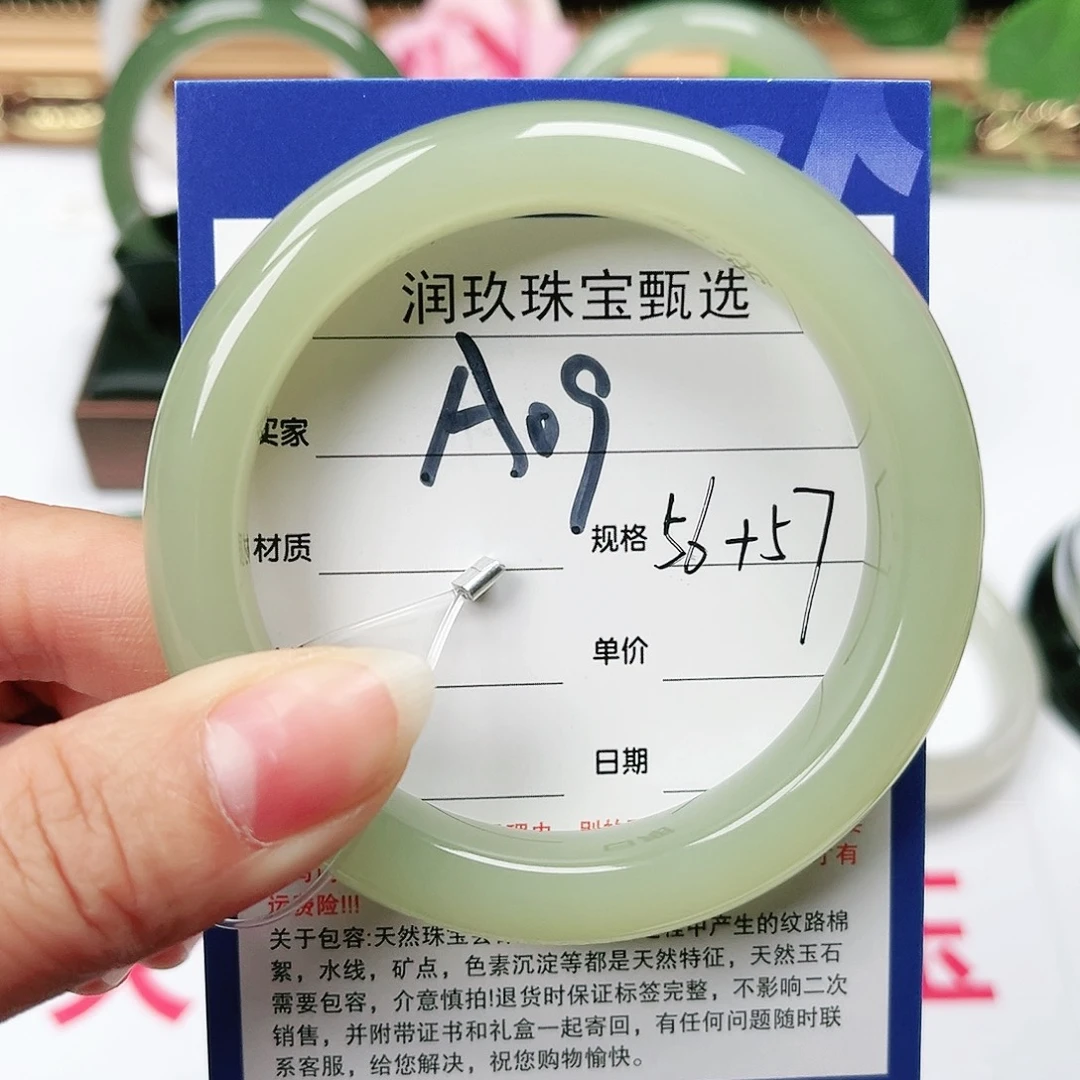 润玖珠宝甄选
A09
买家
材质
规格 56+57
单价
日期
有
运费险!!!
关于包容:天然珠宝 程中产生的纹路棉
絮，水线，矿点，色素沉淀等都是天然特征，天然玉石
需要包容，介意慎拍!退货时保证标签完整，不影响二次
销售，并附带证书和礼盒一起寄回，有任何问题随时联
系客服，给您解决，祝您购物愉快。